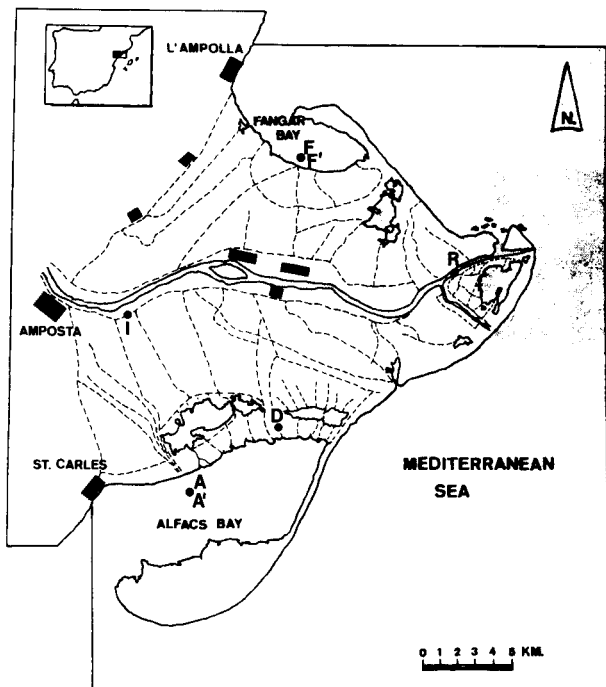 L'AMPOLLA
FANGAR
BAY
F
F'
N.
R
AMPOSTA
I
D
ST. CARLES
A
A'
ALFACS BAY
MEDITERRANEAN
SEA
0 1 2 3 4 5 KM.